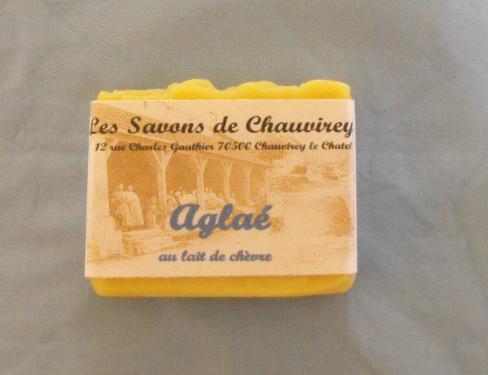 Les Savons de Chauvirey
12 rue Charles Gauthier 70500 Chauvirey le Chatel
Aglaé
au lait de chèvre